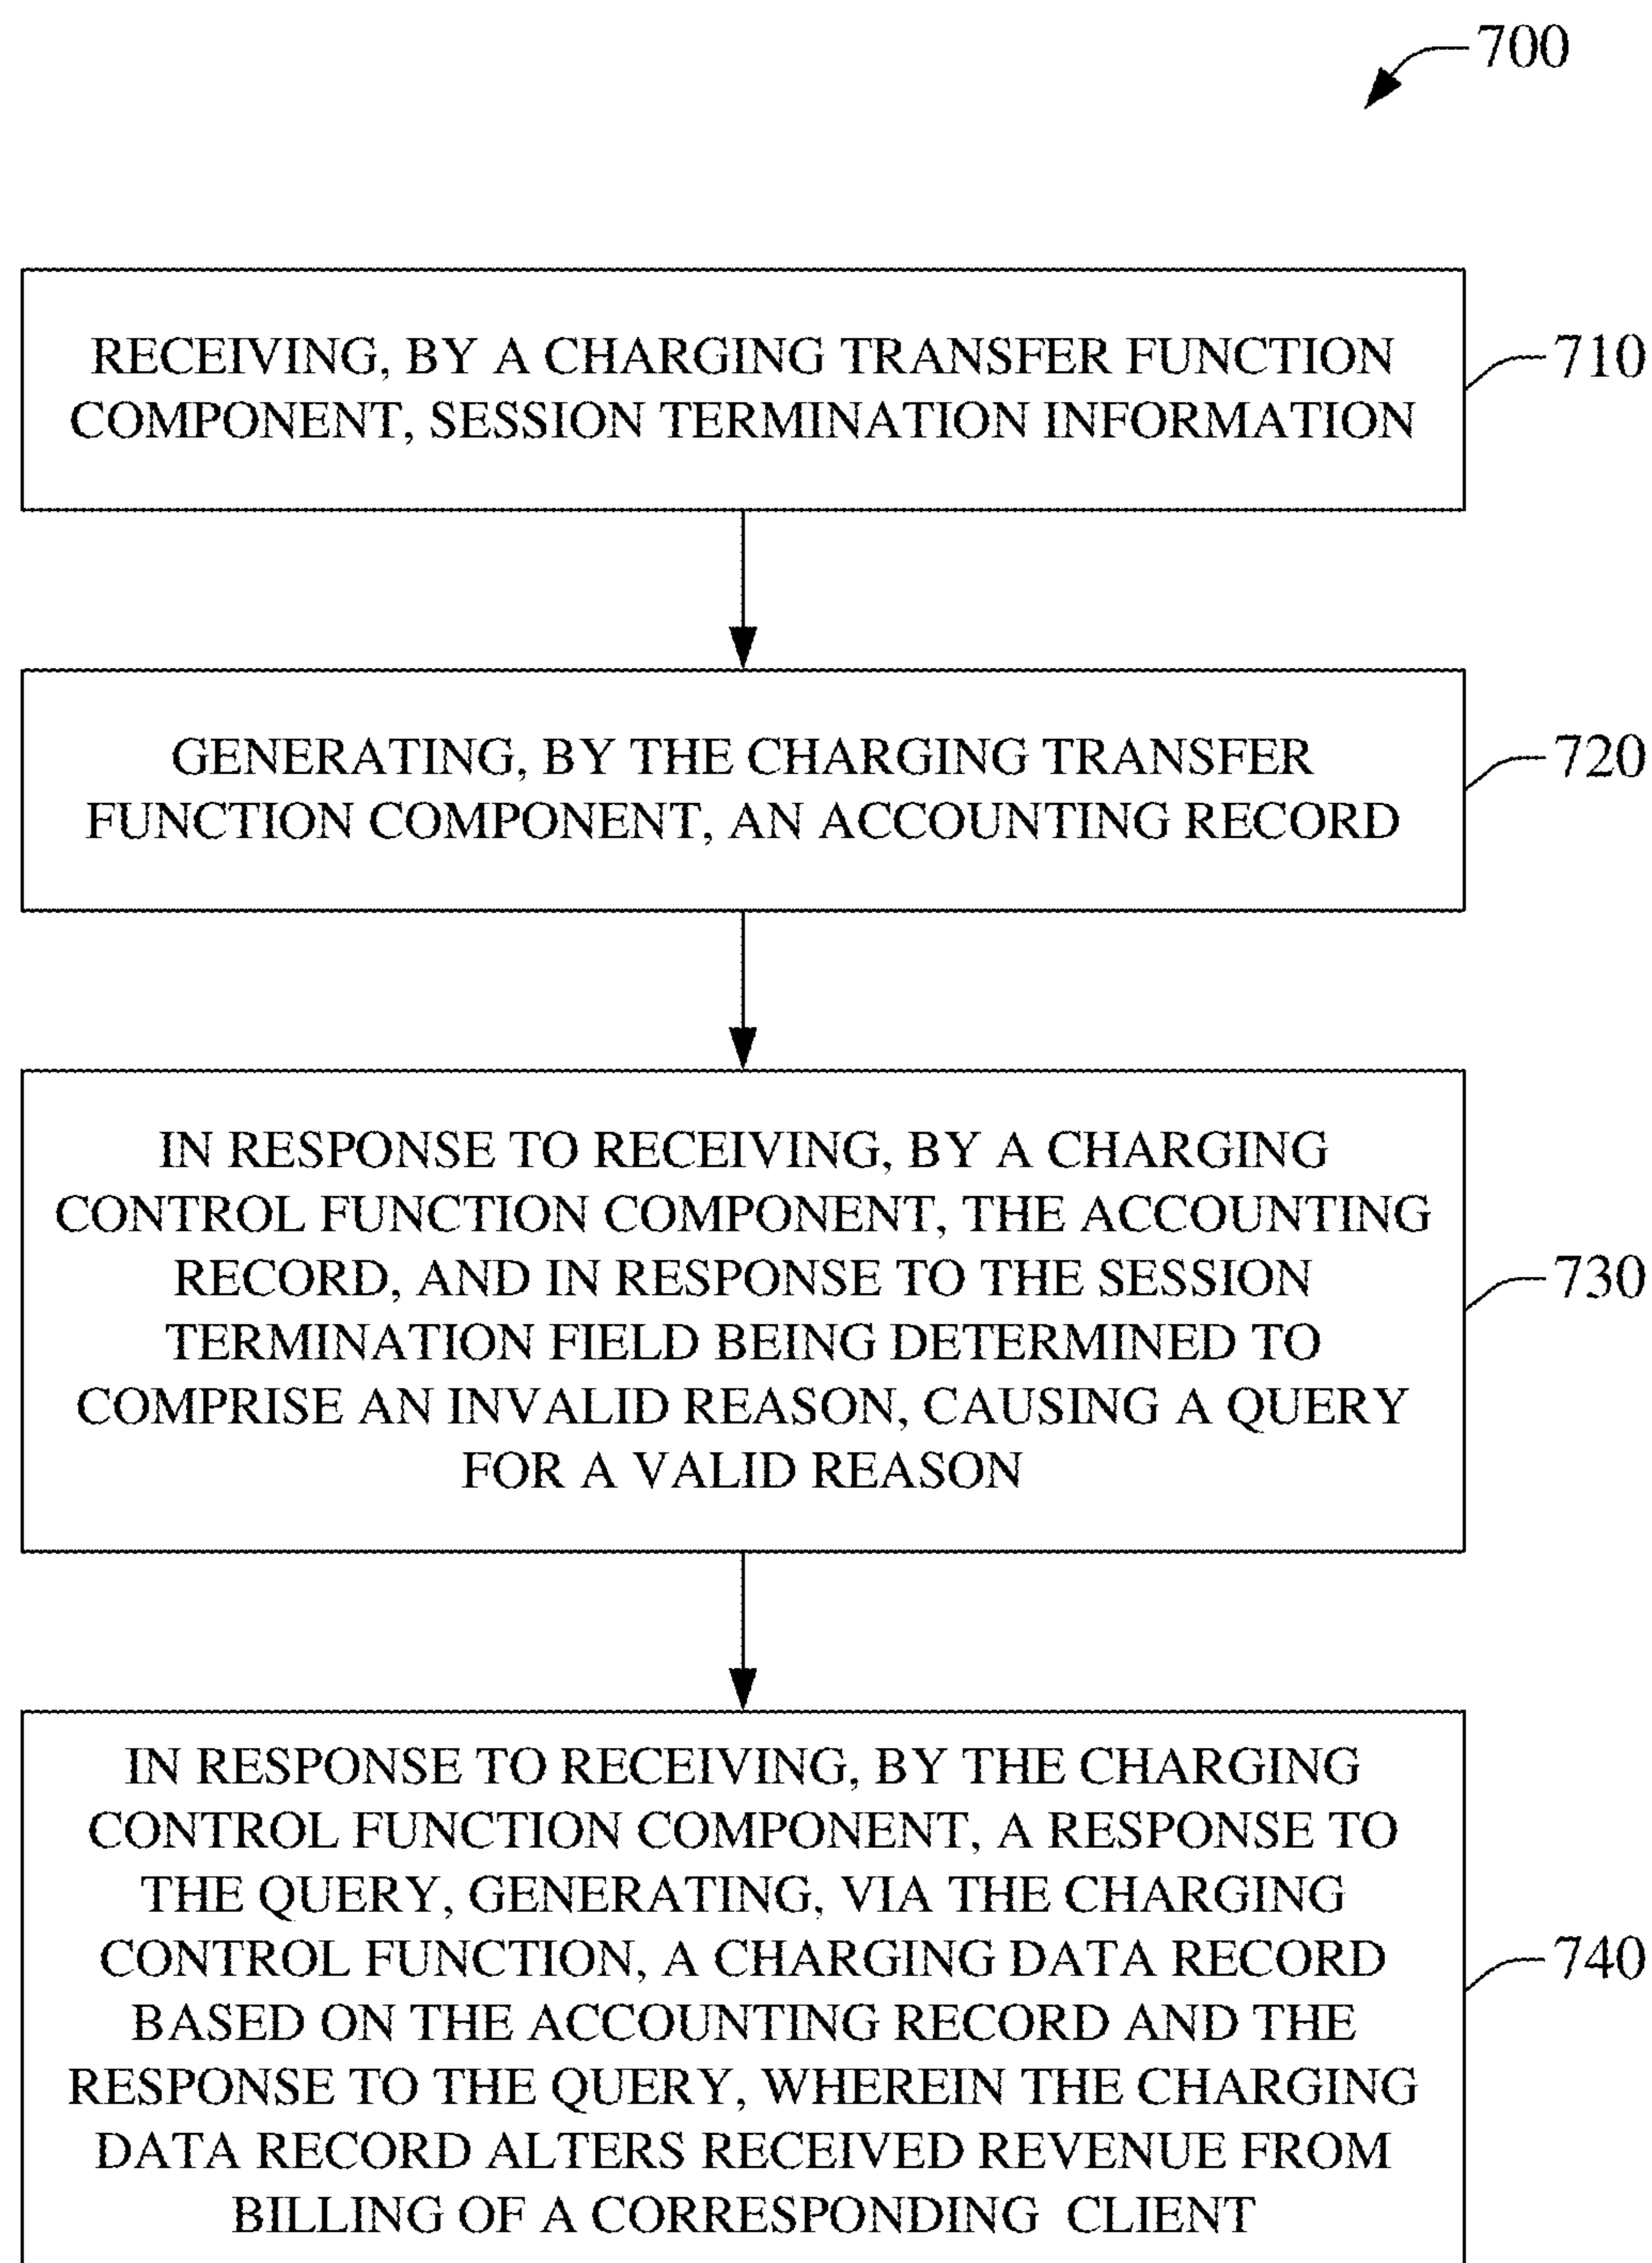 700
RECEIVING, BY A CHARGING TRANSFER FUNCTION
COMPONENT, SESSION TERMINATION INFORMATION
710
GENERATING, BY THE CHARGING TRANSFER
FUNCTION COMPONENT, AN ACCOUNTING RECORD
720
IN RESPONSE TO RECEIVING, BY A CHARGING
CONTROL FUNCTION COMPONENT, THE ACCOUNTING
RECORD, AND IN RESPONSE TO THE SESSION
TERMINATION FIELD BEING DETERMINED TO
COMPRISE AN INVALID REASON, CAUSING A QUERY
FOR A VALID REASON
730
IN RESPONSE TO RECEIVING, BY THE CHARGING
CONTROL FUNCTION COMPONENT, A RESPONSE TO
THE QUERY, GENERATING, VIA THE CHARGING
CONTROL FUNCTION, A CHARGING DATA RECORD
BASED ON THE ACCOUNTING RECORD AND THE
RESPONSE TO THE QUERY, WHEREIN THE CHARGING
DATA RECORD ALTERS RECEIVED REVENUE FROM
BILLING OF A CORRESPONDING CLIENT
740